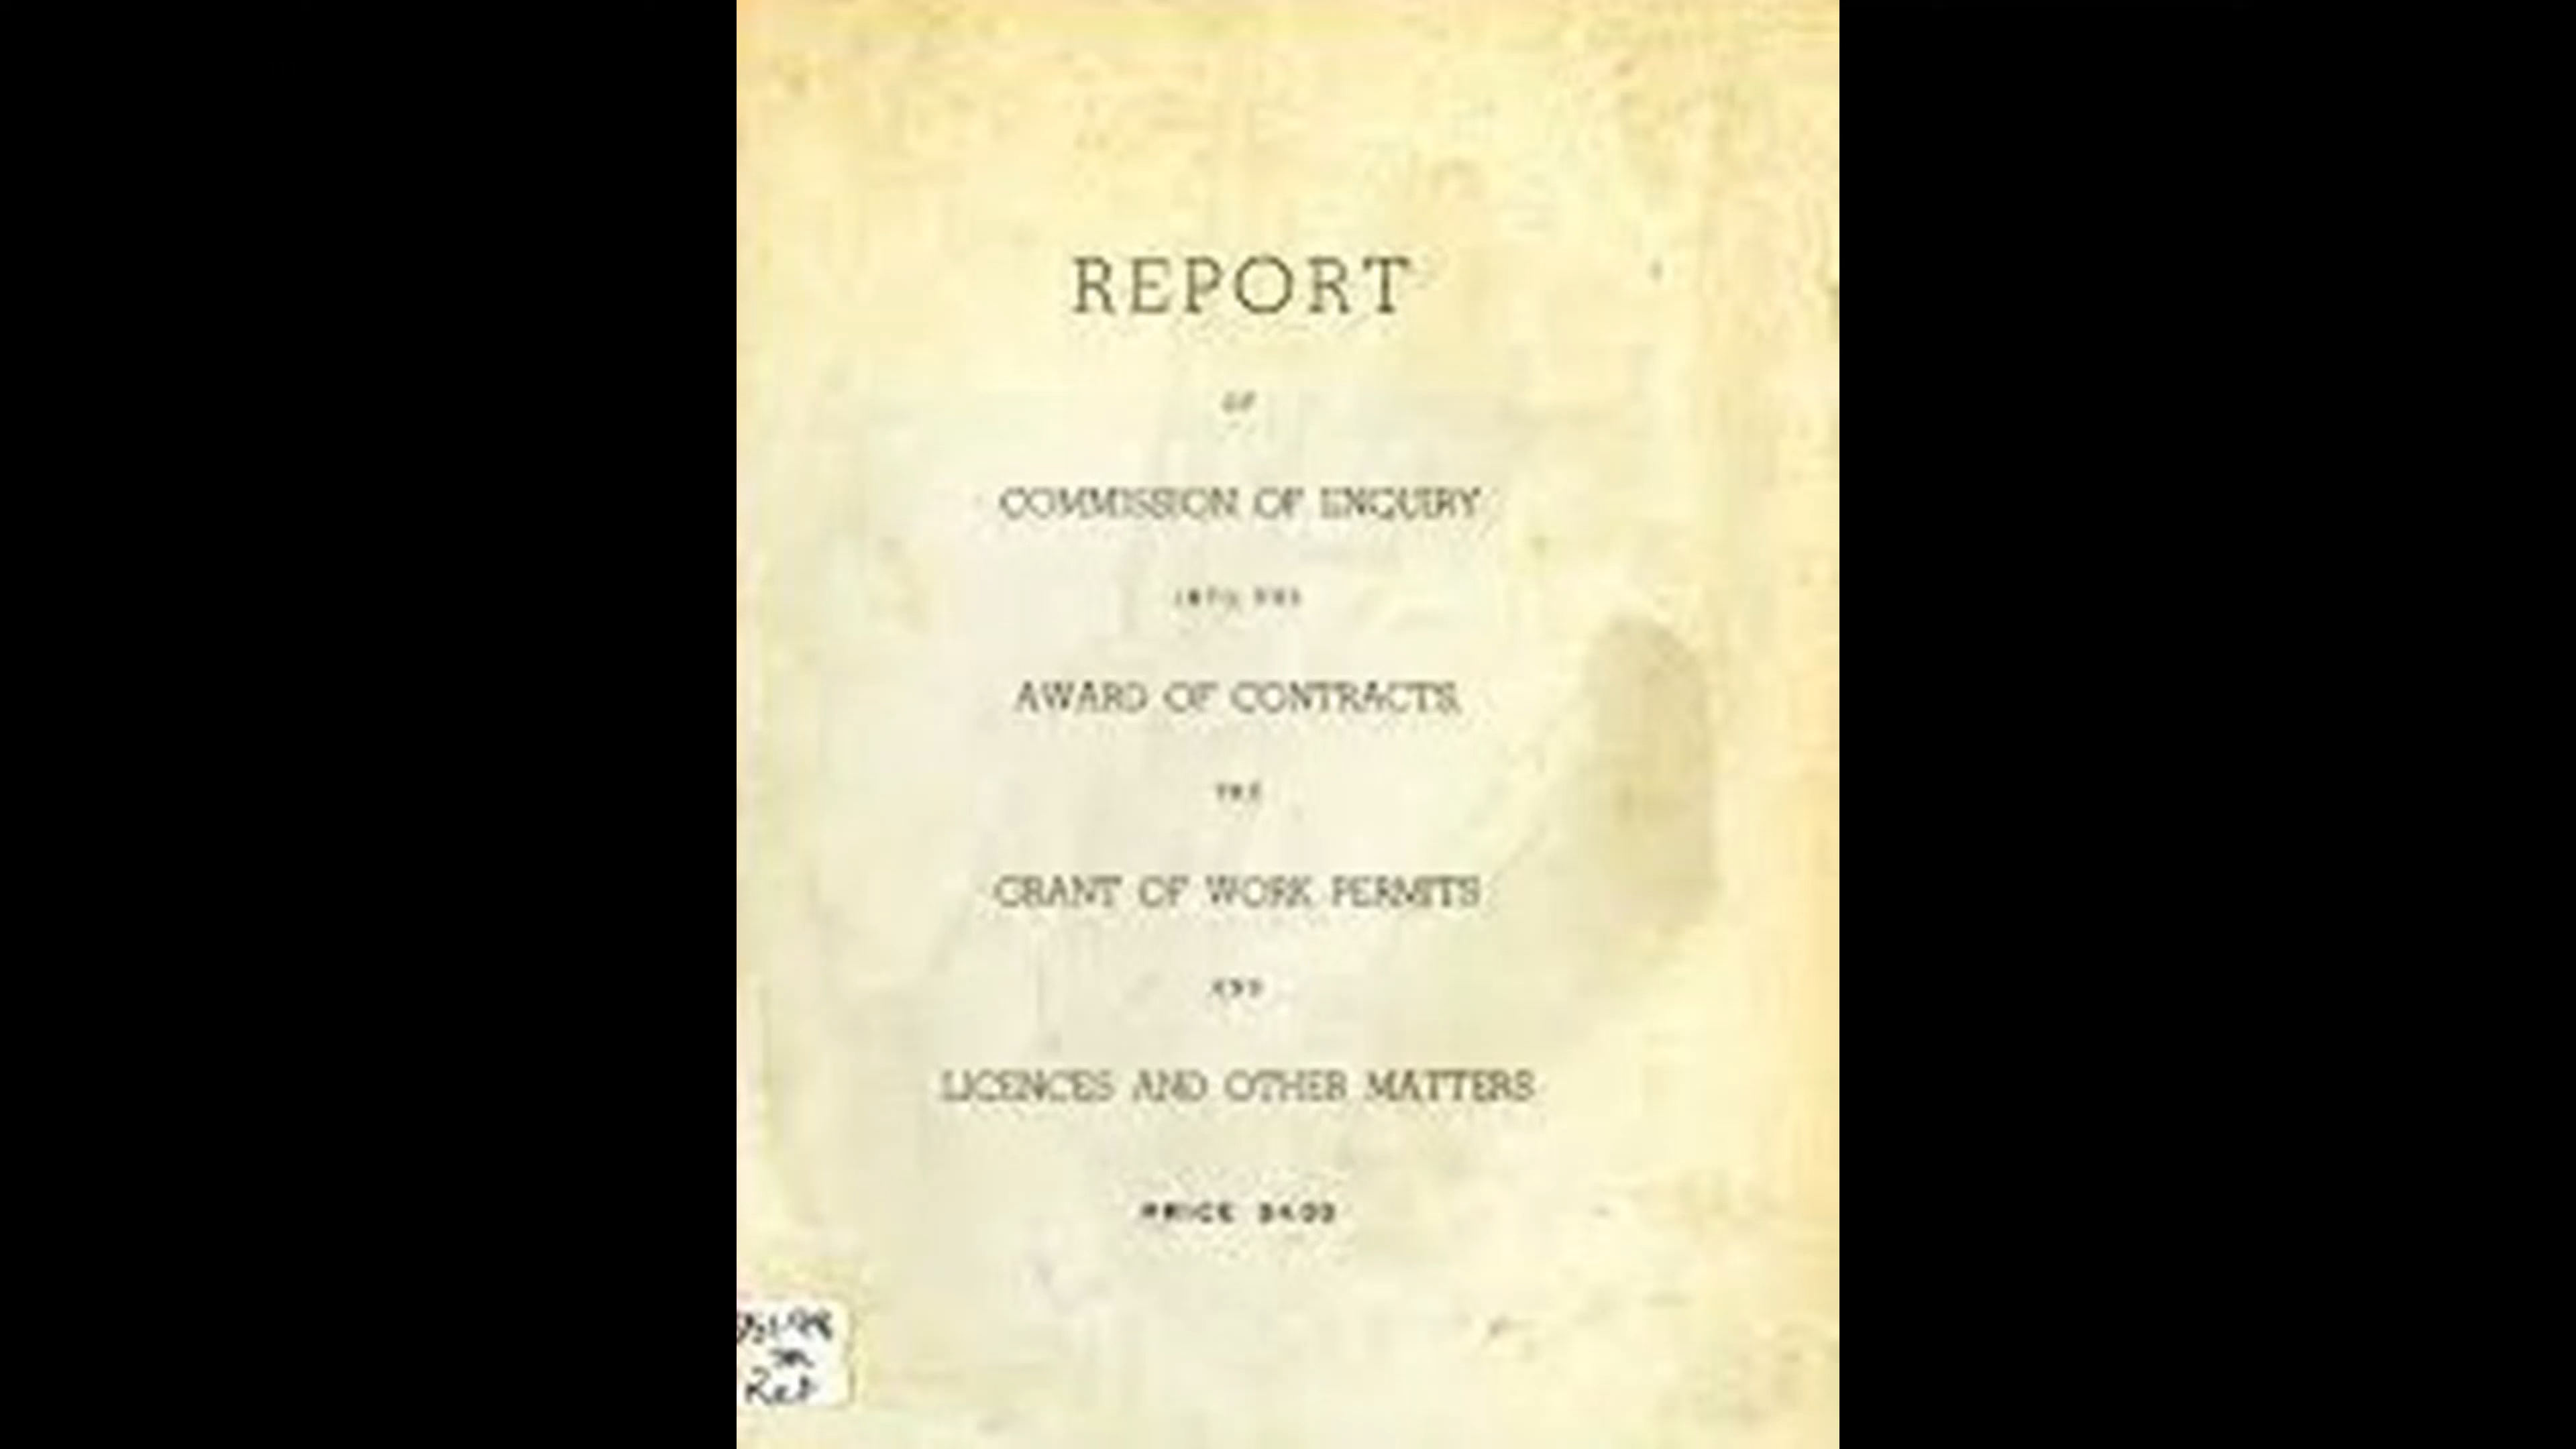 REPORT
OF
COMMISSION OF ENQUIRY
INTO THE
AWARD OF CONTRACTS,
THE
GRANT OF WORK PERMITS
AND
LICENCES AND OTHER MATTERS
PRICE